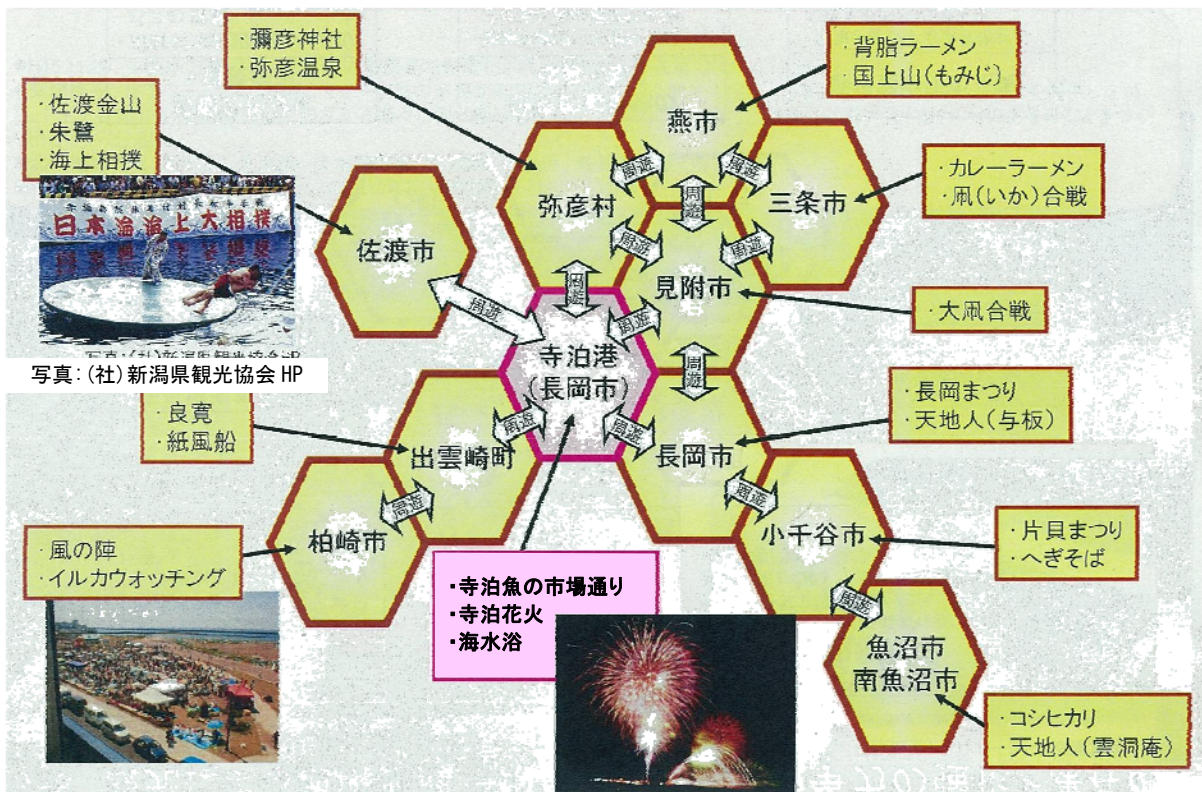 ・彌彦神社
・弥彦温泉
・背脂ラーメン
・国上山(もみじ)
・佐渡金山
・朱鷺
・海上相撲
燕市
・カレーラーメン
・凧(いか)合戦
周遊
周遊
弥彦村
周遊
三条市
日本海海上大相撲
佐渡市
周遊
周遊
見附市
周遊
周遊
周遊
・大凧合戦
寺泊港
(長岡市)
写真:(社)新潟県観光協会HP
周遊
・長岡まつり
・天地人(与板)
・良寛
・紙風船
周遊
周遊
長岡市
出雲崎町
周遊
周遊
柏崎市
小千谷市
・片貝まつり
・へぎそば
・風の陣
・イルカウォッチング
・寺泊魚の市場通り
・寺泊花火
・海水浴
周遊
魚沼市
南魚沼市
・コシヒカリ
・天地人(雲洞庵)